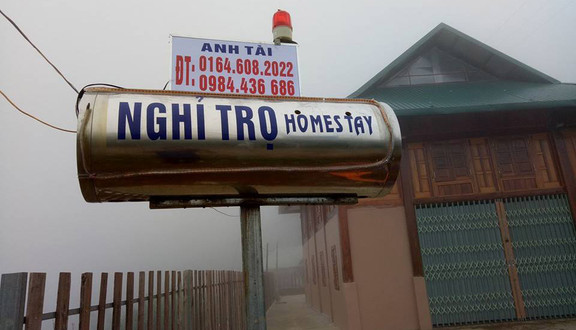 ANH TÀI
ĐT: 0164.608.2022
0984.436 686
NGHỈ TRỌ HOMESTAY